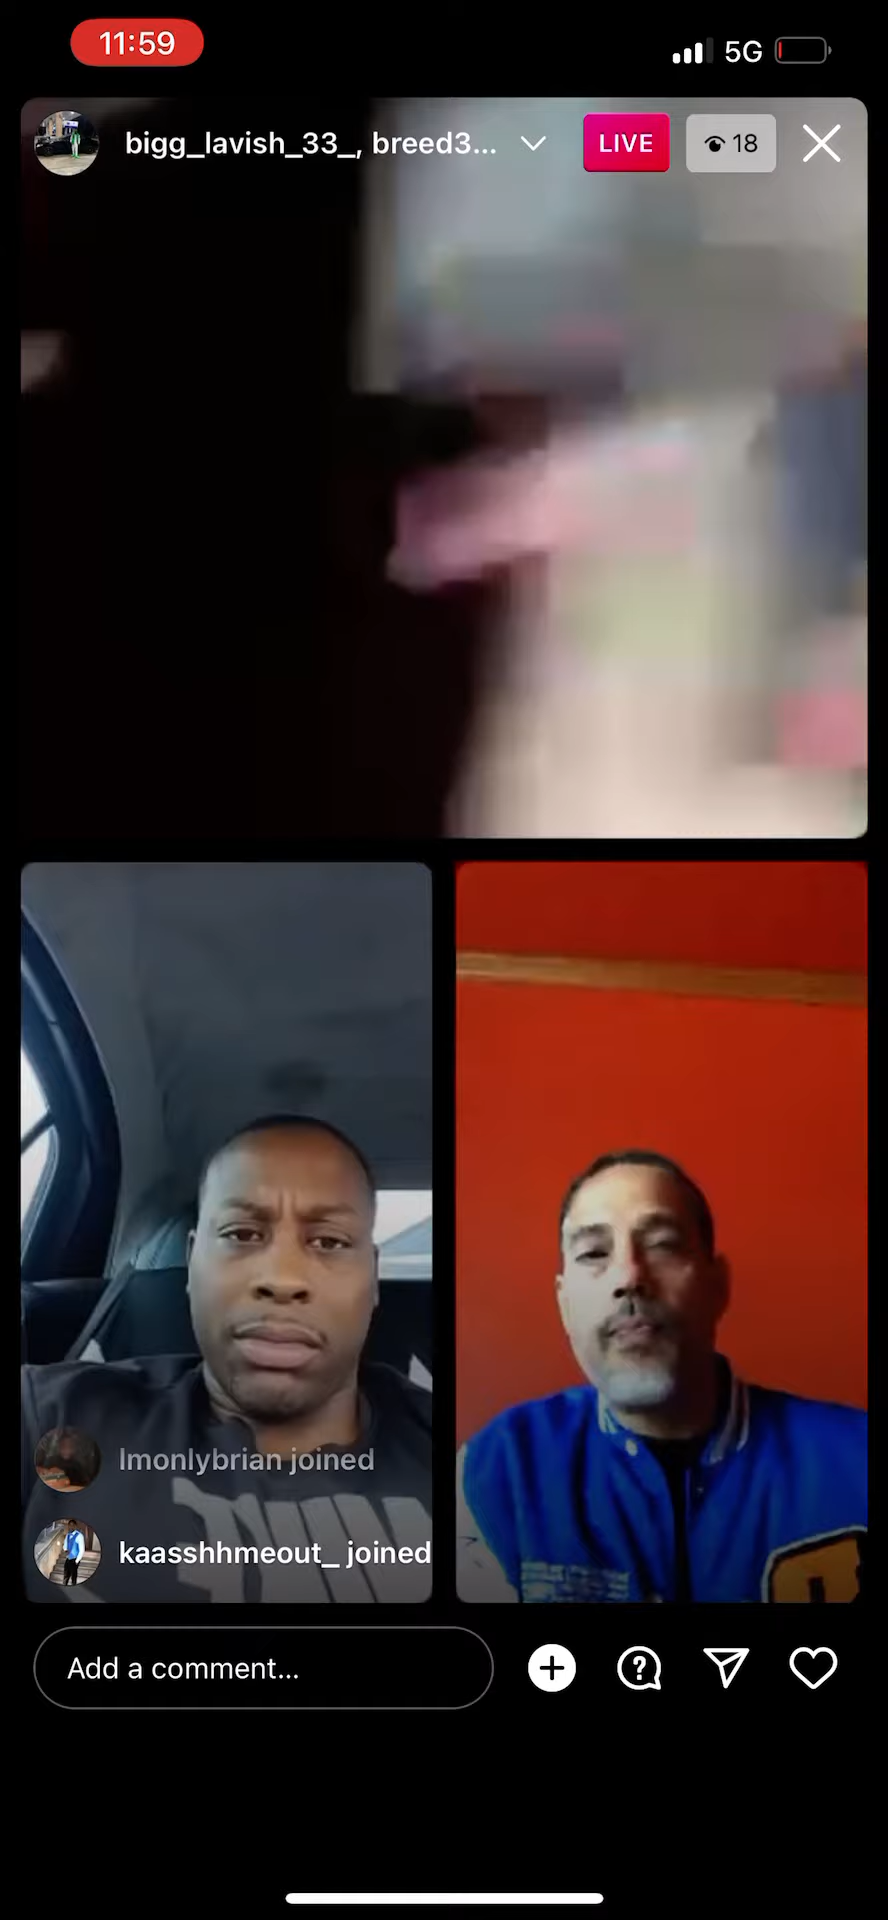 11:59
5G
bigg_lavish_33_, breed3...
LIVE
18
lmonlybrian joined
kaasshhmeout_ joined
Add a comment...